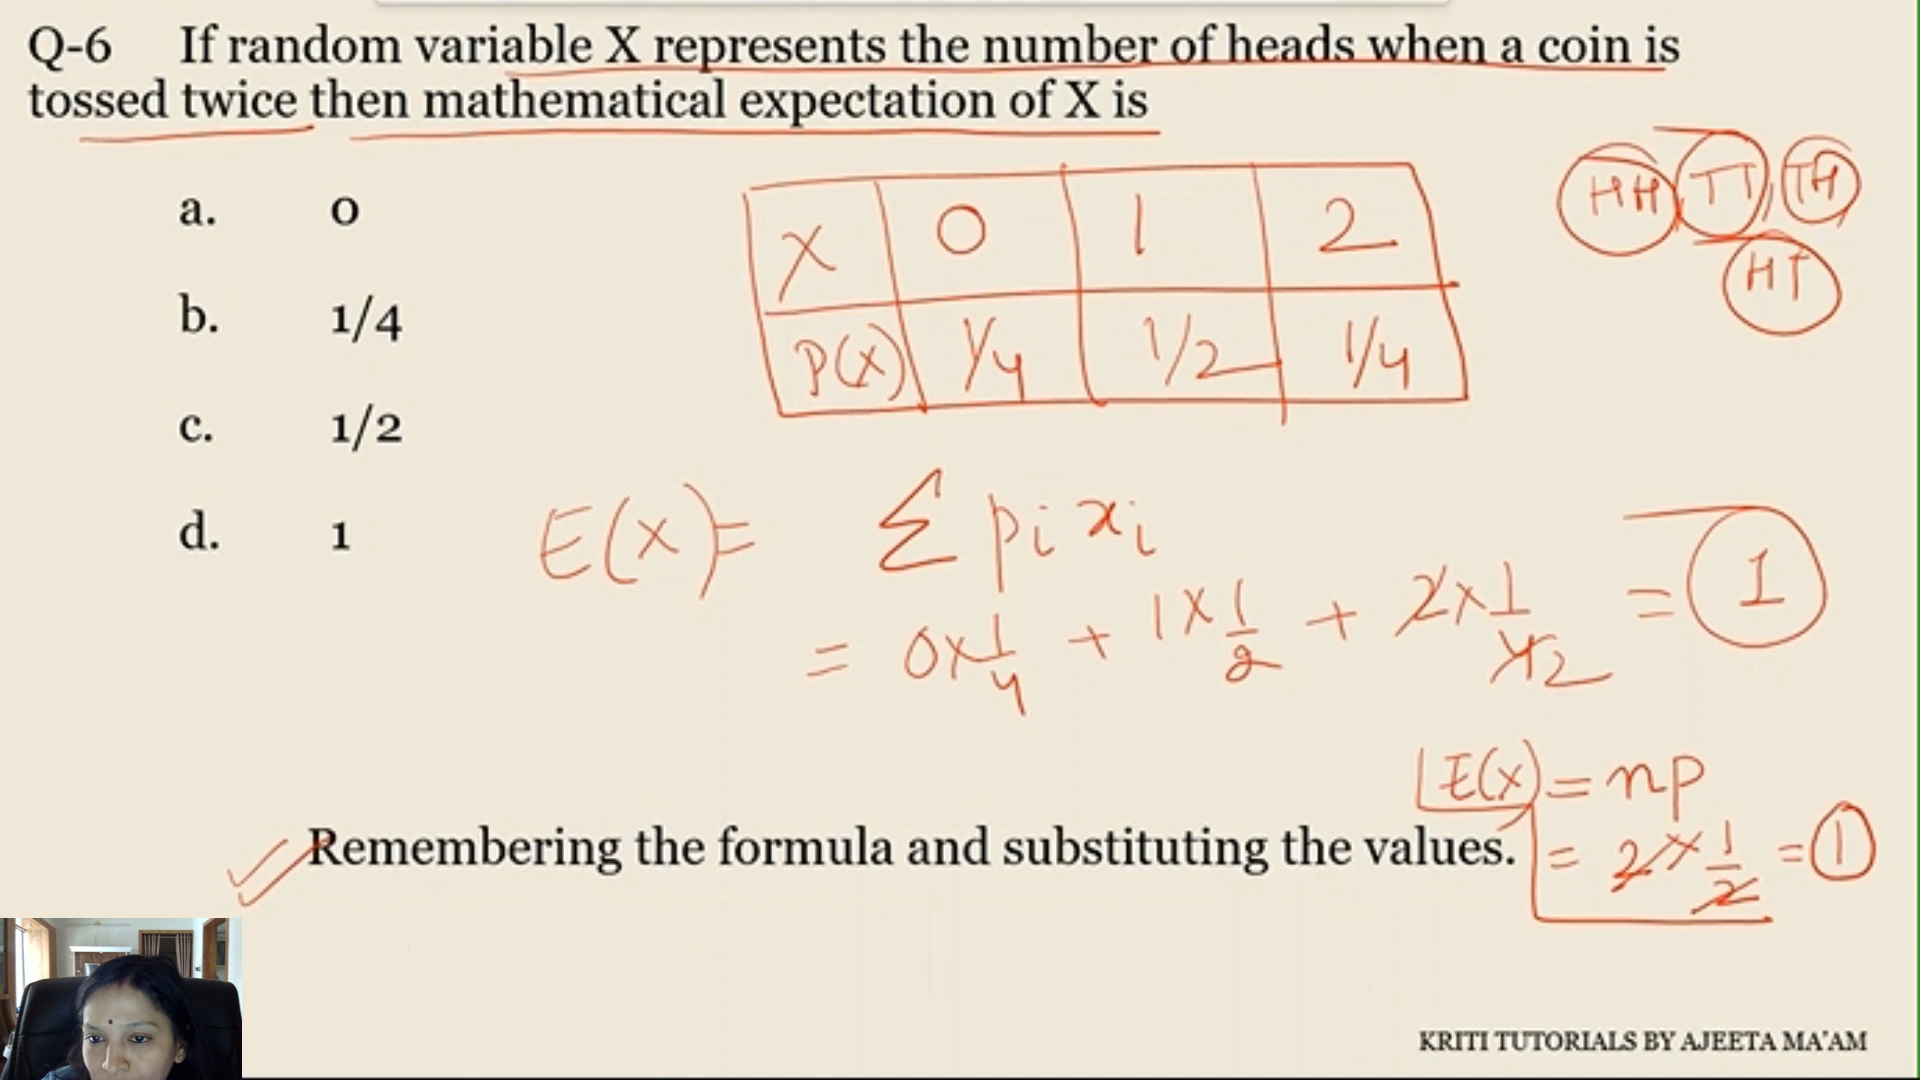 Q-6 If random variable X represents the number of heads when a coin is
tossed twice then mathematical expectation of X is
a. 0
b. 1/4
c. 1/2
d. 1
X 0 1 2
P(X) 1/4 1/2 1/4
HH TT, TH
HT
E(X) = Σ pi xi
= 0×1/4 + 1×1/2 + 2×1/4 2 = 1
E(X) = np
= 2×1/2 = 1
Remembering the formula and substituting the values.
KRITI TUTORIALS BY AJEETA MA'AM